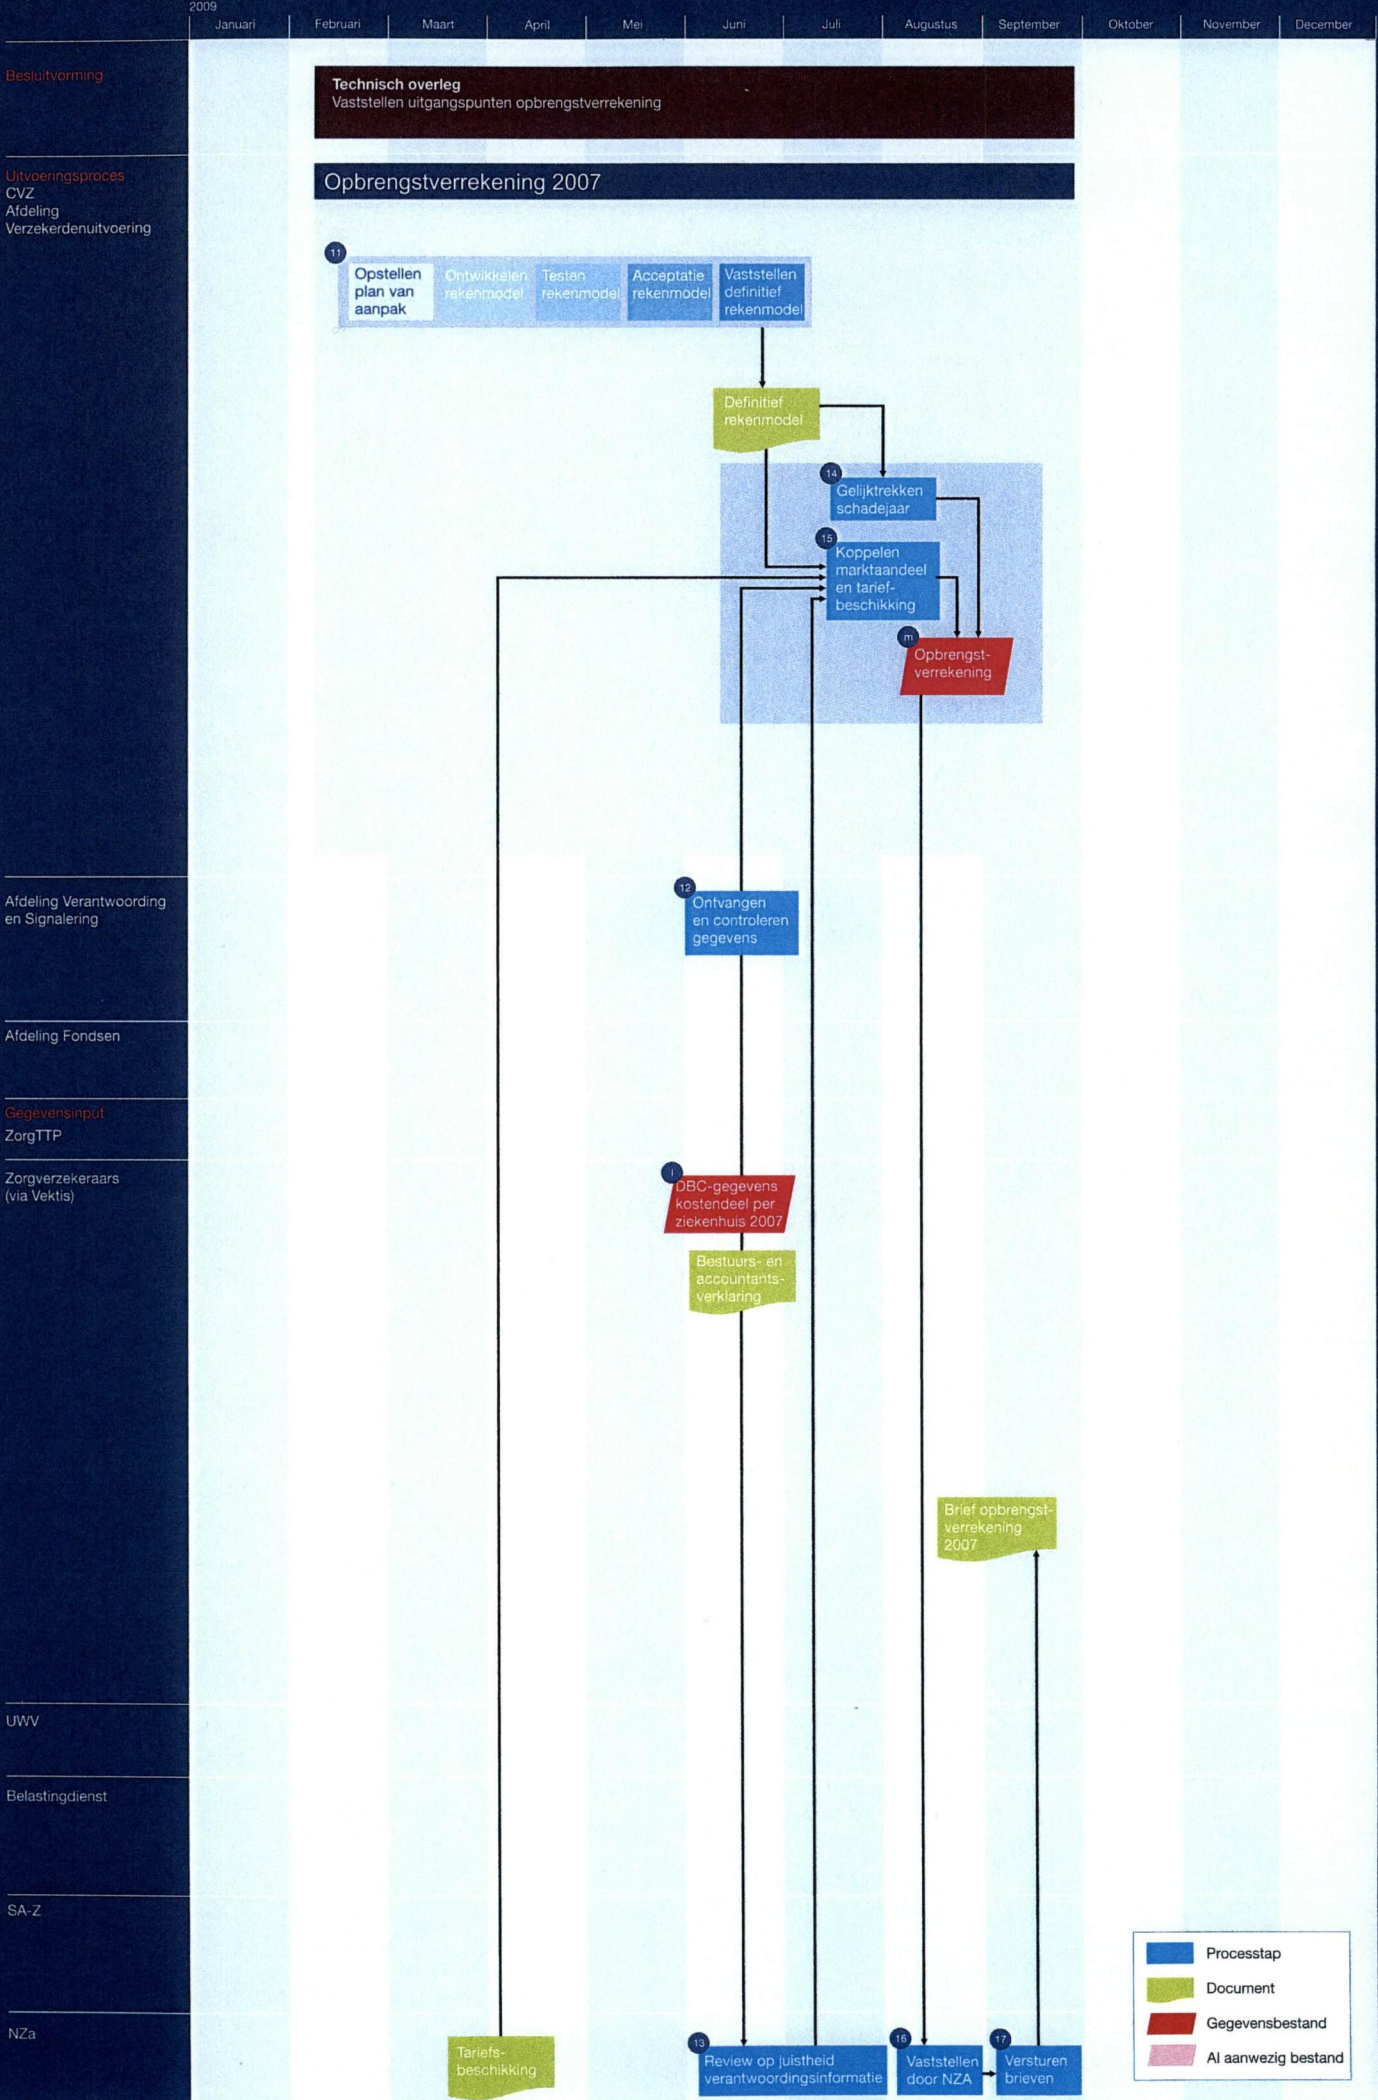 2009
Januari
Februari
Maart
April
Mei
Juni
Juli
Augustus
September
Oktober
November
December
Besluitvorming
Technisch overleg
Vaststellen uitgangspunten opbrengstverrekening
Uitvoeringsproces
CVZ
Afdeling
Verzekerdenuitvoering
Opbrengstverrekening 2007
11
Opstellen
plan van
aanpak
Ontwikkelen
rekenmodel
Testen
rekenmodel
Acceptatie
rekenmodel
Vaststellen
definitief
rekenmodel
Definitief
rekenmodel
14
Gelijktrekken
schadejaar
15
Koppelen
marktaandeel
en tarief-
beschikking
m
Opbrengst-
verrekening
Afdeling Verantwoording
en Signalering
12
Ontvangen
en controleren
gegevens
Afdeling Fondsen
Gegevensinput
ZorgTTP
Zorgverzekeraars
(via Vektis)
l
DBC-gegevens
kostendeel per
ziekenhuis 2007
Bestuurs- en
accountants-
verklaring
Brief opbrengst-
verrekening
2007
UWV
Belastingdienst
SA-Z
NZa
Tariefs-
beschikking
13
Review op juistheid
verantwoordingsinformatie
16
Vaststellen
door NZA
17
Versturen
brieven
Processtap
Document
Gegevensbestand
Al aanwezig bestand